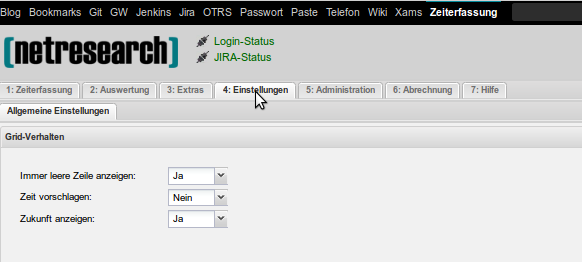 Blog Bookmarks Git GW Jenkins Jira OTRS Passwort Paste Telefon Wiki Xams Zeiterfassung
[netresearch]
Login-Status
JIRA-Status
1: Zeiterfassung 2: Auswertung 3: Extras 4: Einstellungen 5: Administration 6: Abrechnung 7: Hilfe
Allgemeine Einstellungen
Grid-Verhalten
Immer leere Zeile anzeigen: Ja
Zeit vorschlagen: Nein
Zukunft anzeigen: Ja